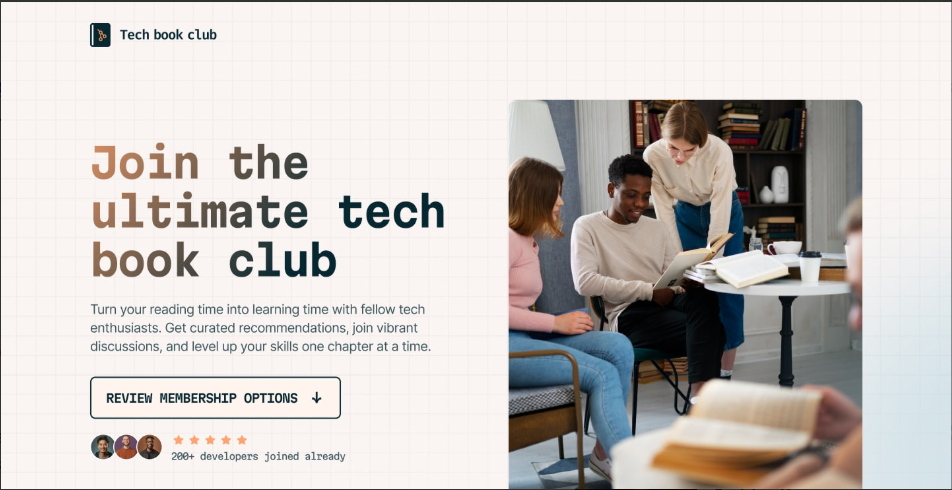 Tech book club
Join the
ultimate tech
book club
Turn your reading time into learning time with fellow tech
enthusiasts. Get curated recommendations, join vibrant
discussions, and level up your skills one chapter at a time.
REVIEW MEMBERSHIP OPTIONS ↓
200+ developers joined already